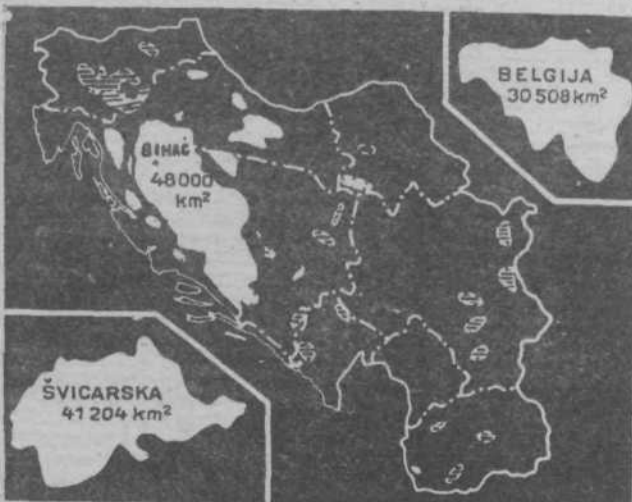 BELGIJA
30 508 km²
BIHAĆ
48 000
km²
ŠVICARSKA
41 204 km²